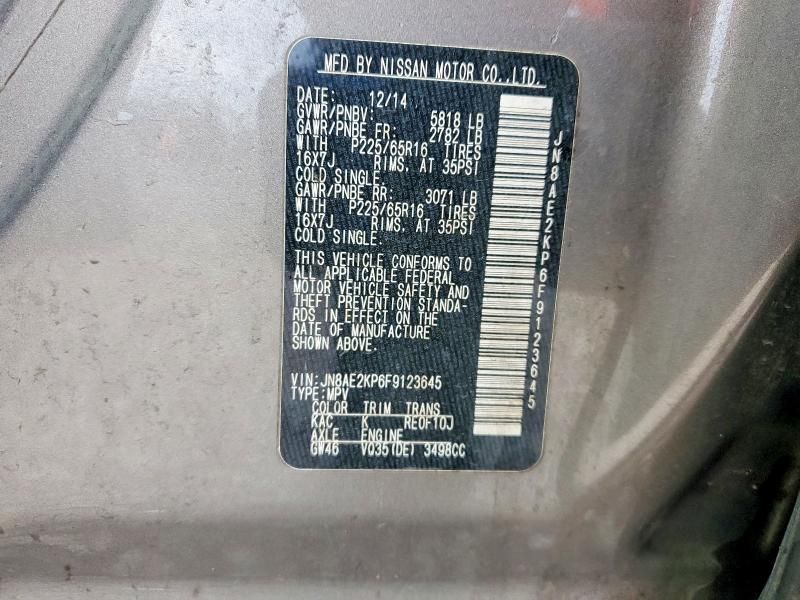 MFD BY NISSAN MOTOR CO.,LTD.
DATE: 12/14
GVWR/PNBV: 5818 LB
GAWR/PNBE FR: 2782 LB
WITH P225/65R16 TIRES
16X7J RIMS, AT 35PSI
COLD SINGLE.
GAWR/PNBE RR: 3071 LB
WITH P225/65R16 TIRES
16X7J RIMS, AT 35PSI
COLD SINGLE.
THIS VEHICLE CONFORMS TO
ALL APPLICABLE FEDERAL
MOTOR VEHICLE SAFETY AND
THEFT PREVENTION STANDA-
RDS IN EFFECT ON THE
DATE OF MANUFACTURE
SHOWN ABOVE.
VIN:JN8AE2KP6F9123645
TYPE:MPV
COLOR TRIM TRANS
KAC K RE0F10J
AXLE ENGINE
GW46 VQ35(DE) 3498CC
JN8AE2KP6F9123645